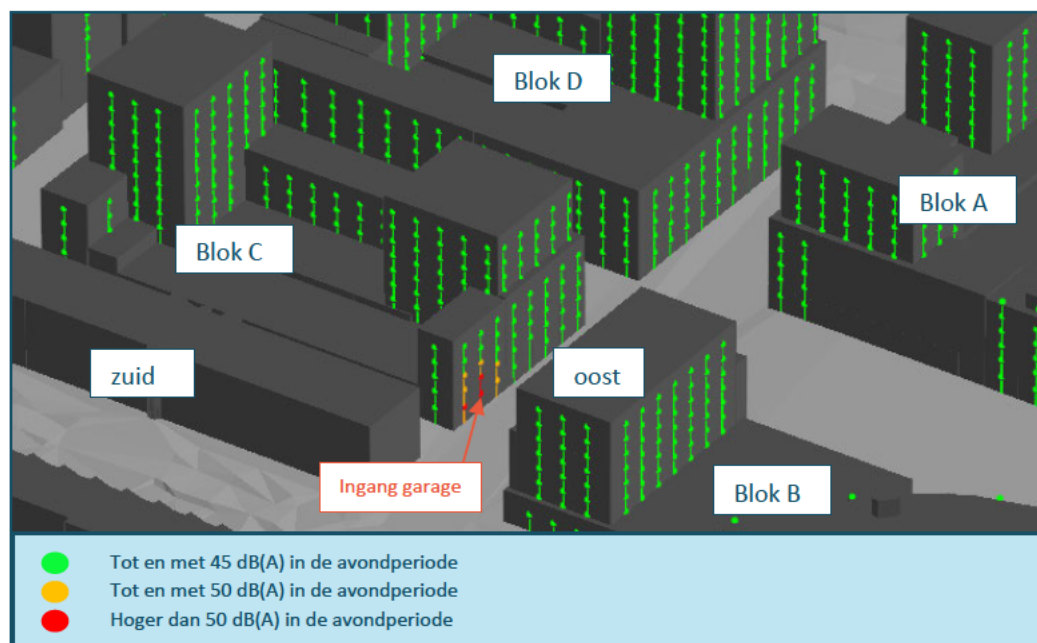 Blok D
Blok A
Blok C
zuid
oost
Ingang garage
Blok B
Tot en met 45 dB(A) in de avondperiode
Tot en met 50 dB(A) in de avondperiode
Hoger dan 50 dB(A) in de avondperiode